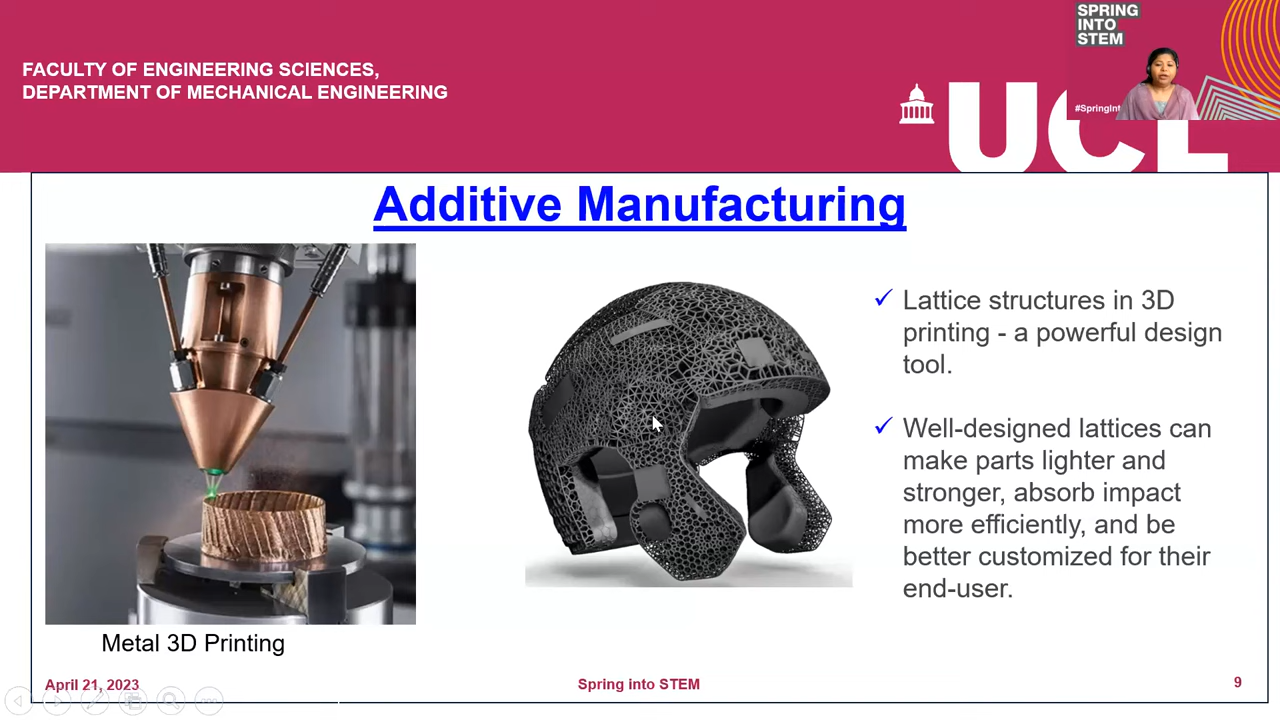 SPRING
INTO
STEM
FACULTY OF ENGINEERING SCIENCES,
DEPARTMENT OF MECHANICAL ENGINEERING
#SpringInt
UCL
Additive Manufacturing
✓ Lattice structures in 3D
printing - a powerful design
tool.
✓ Well-designed lattices can
make parts lighter and
stronger, absorb impact
more efficiently, and be
better customized for their
end-user.
Metal 3D Printing
April 21, 2023
Spring into STEM
9